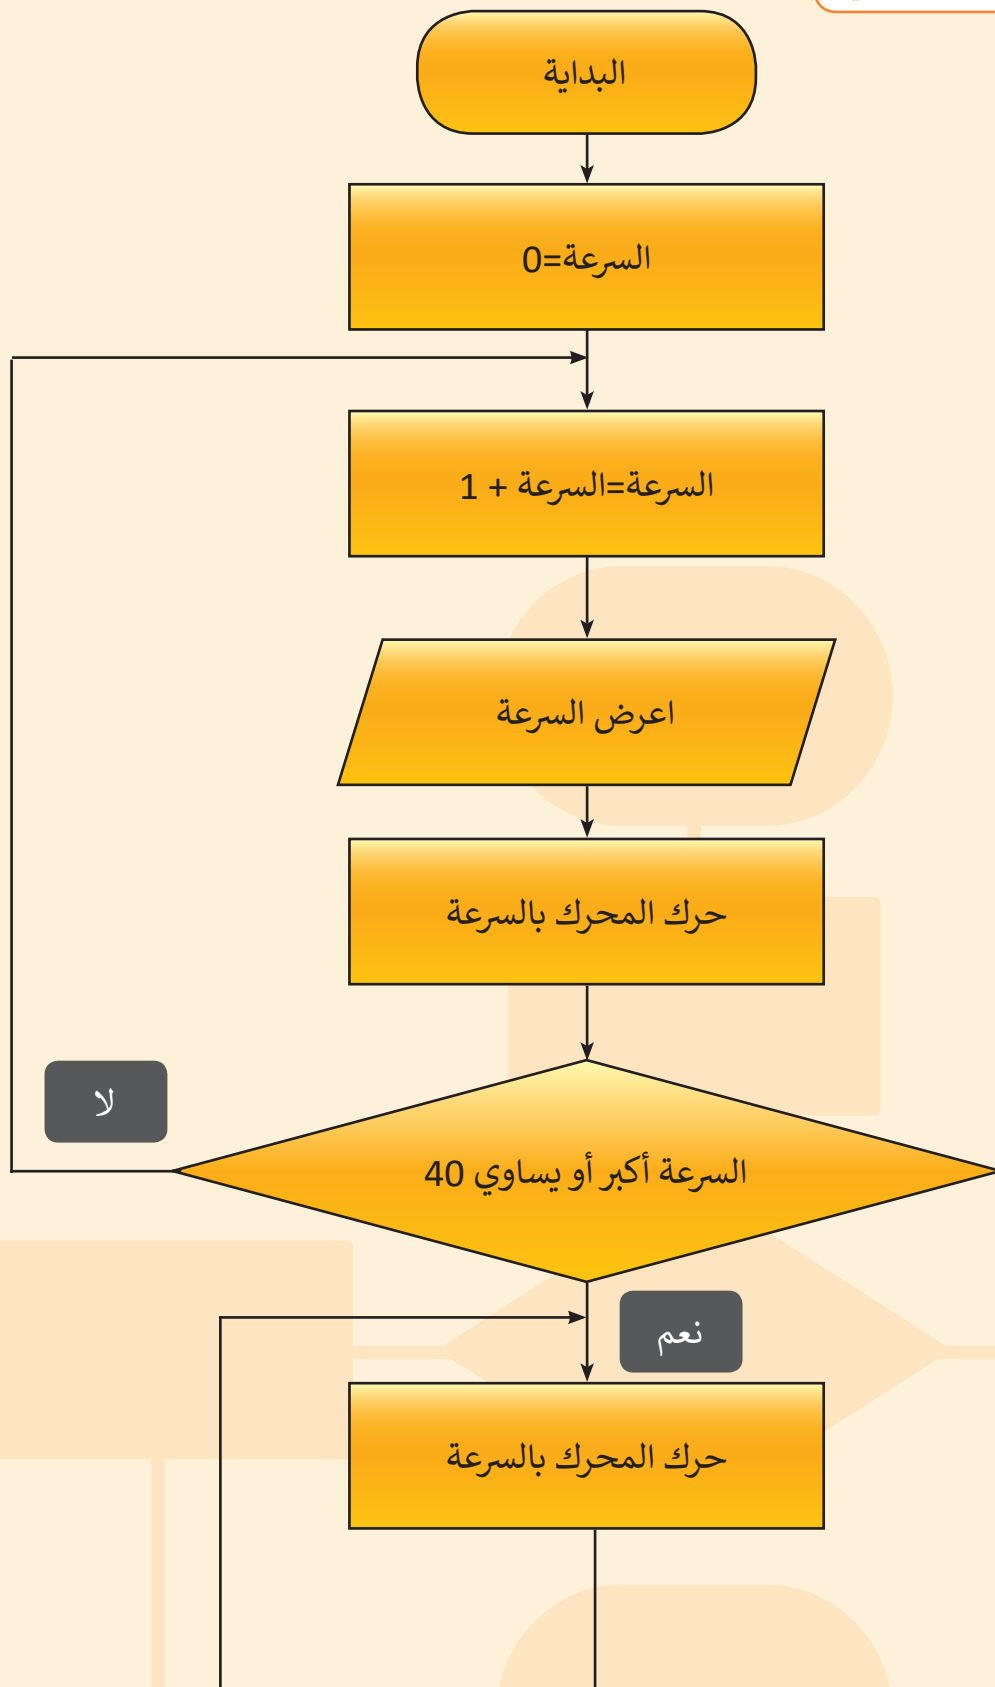 البداية
السرعة=0
السرعة=السرعة + 1
اعرض السرعة
حرك المحرك بالسرعة
لا
السرعة أكبر أو يساوي 40
نعم
حرك المحرك بالسرعة